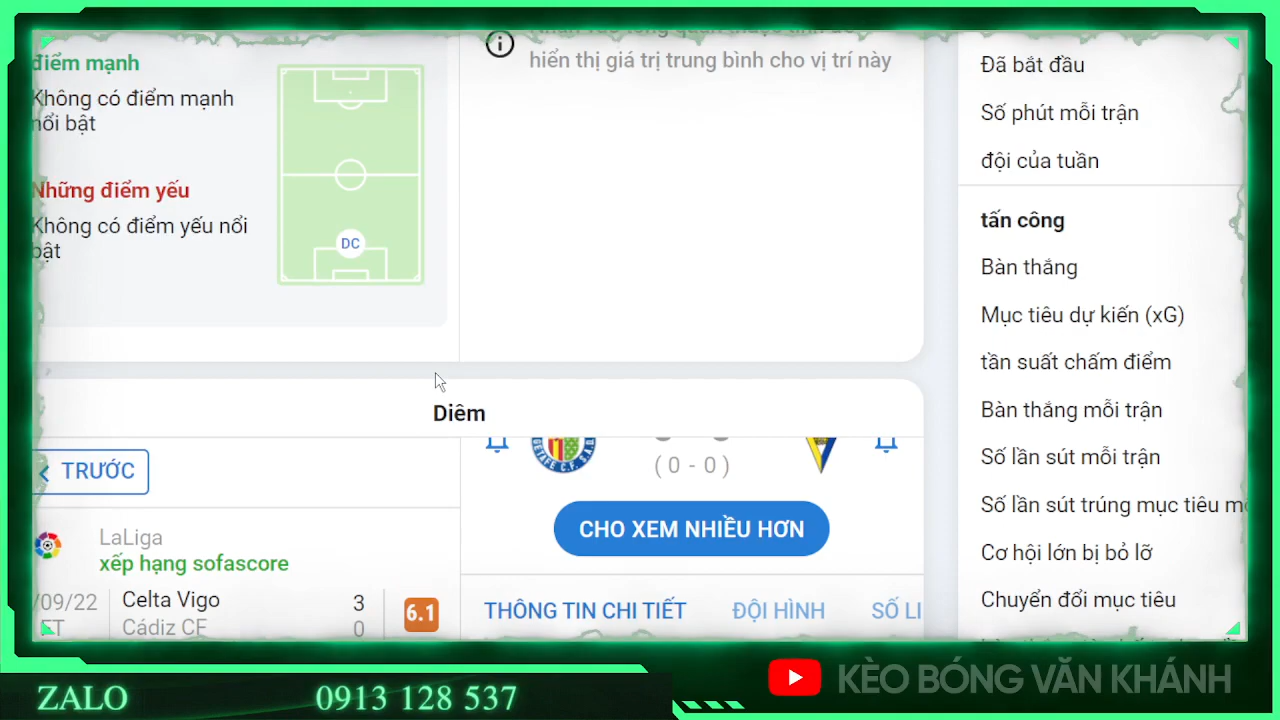 điểm mạnh
Không có điểm mạnh
nổi bật
Những điểm yếu
Không có điểm yếu nổi
bật
DC
hiển thị giá trị trung bình cho vị trí này
Đã bắt đầu
Số phút mỗi trận
đội của tuần
tấn công
Bàn thắng
Mục tiêu dự kiến (xG)
tần suất chấm điểm
Bàn thắng mỗi trận
Số lần sút mỗi trận
Số lần sút trúng mục tiêu
Cơ hội lớn bị bỏ lỡ
Chuyển đổi mục tiêu
Diêm
TRƯỚC
LaLiga
xếp hạng sofascore
/09/22
Celta Vigo 3
Cádiz CF 0
6.1
GETAFE C.F. S.A.D.
( 0 - 0 )
CHO XEM NHIỀU HƠN
THÔNG TIN CHI TIẾT ĐỘI HÌNH SỐ LI
ZALO 0913 128 537
KÈO BÓNG VĂN KHÁNH